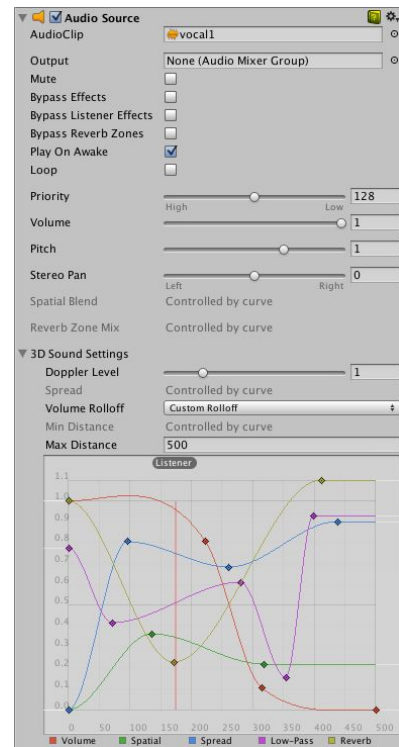 Audio Source
AudioClip vocal1
Output None (Audio Mixer Group)
Mute
Bypass Effects
Bypass Listener Effects
Bypass Reverb Zones
Play On Awake
Loop
Priority 128
High Low
Volume 1
Pitch 1
Stereo Pan 0
Left Right
Spatial Blend Controlled by curve
Reverb Zone Mix Controlled by curve
3D Sound Settings
Doppler Level 1
Spread Controlled by curve
Volume Rolloff Custom Rolloff
Min Distance Controlled by curve
Max Distance 500
Listener
1.1
1.0
0.9
0.8
0.7
0.6
0.5
0.4
0.3
0.2
0.1
0.0
0 50 100 150 200 250 300 350 400 450 500
Volume Spatial Spread Low-Pass Reverb